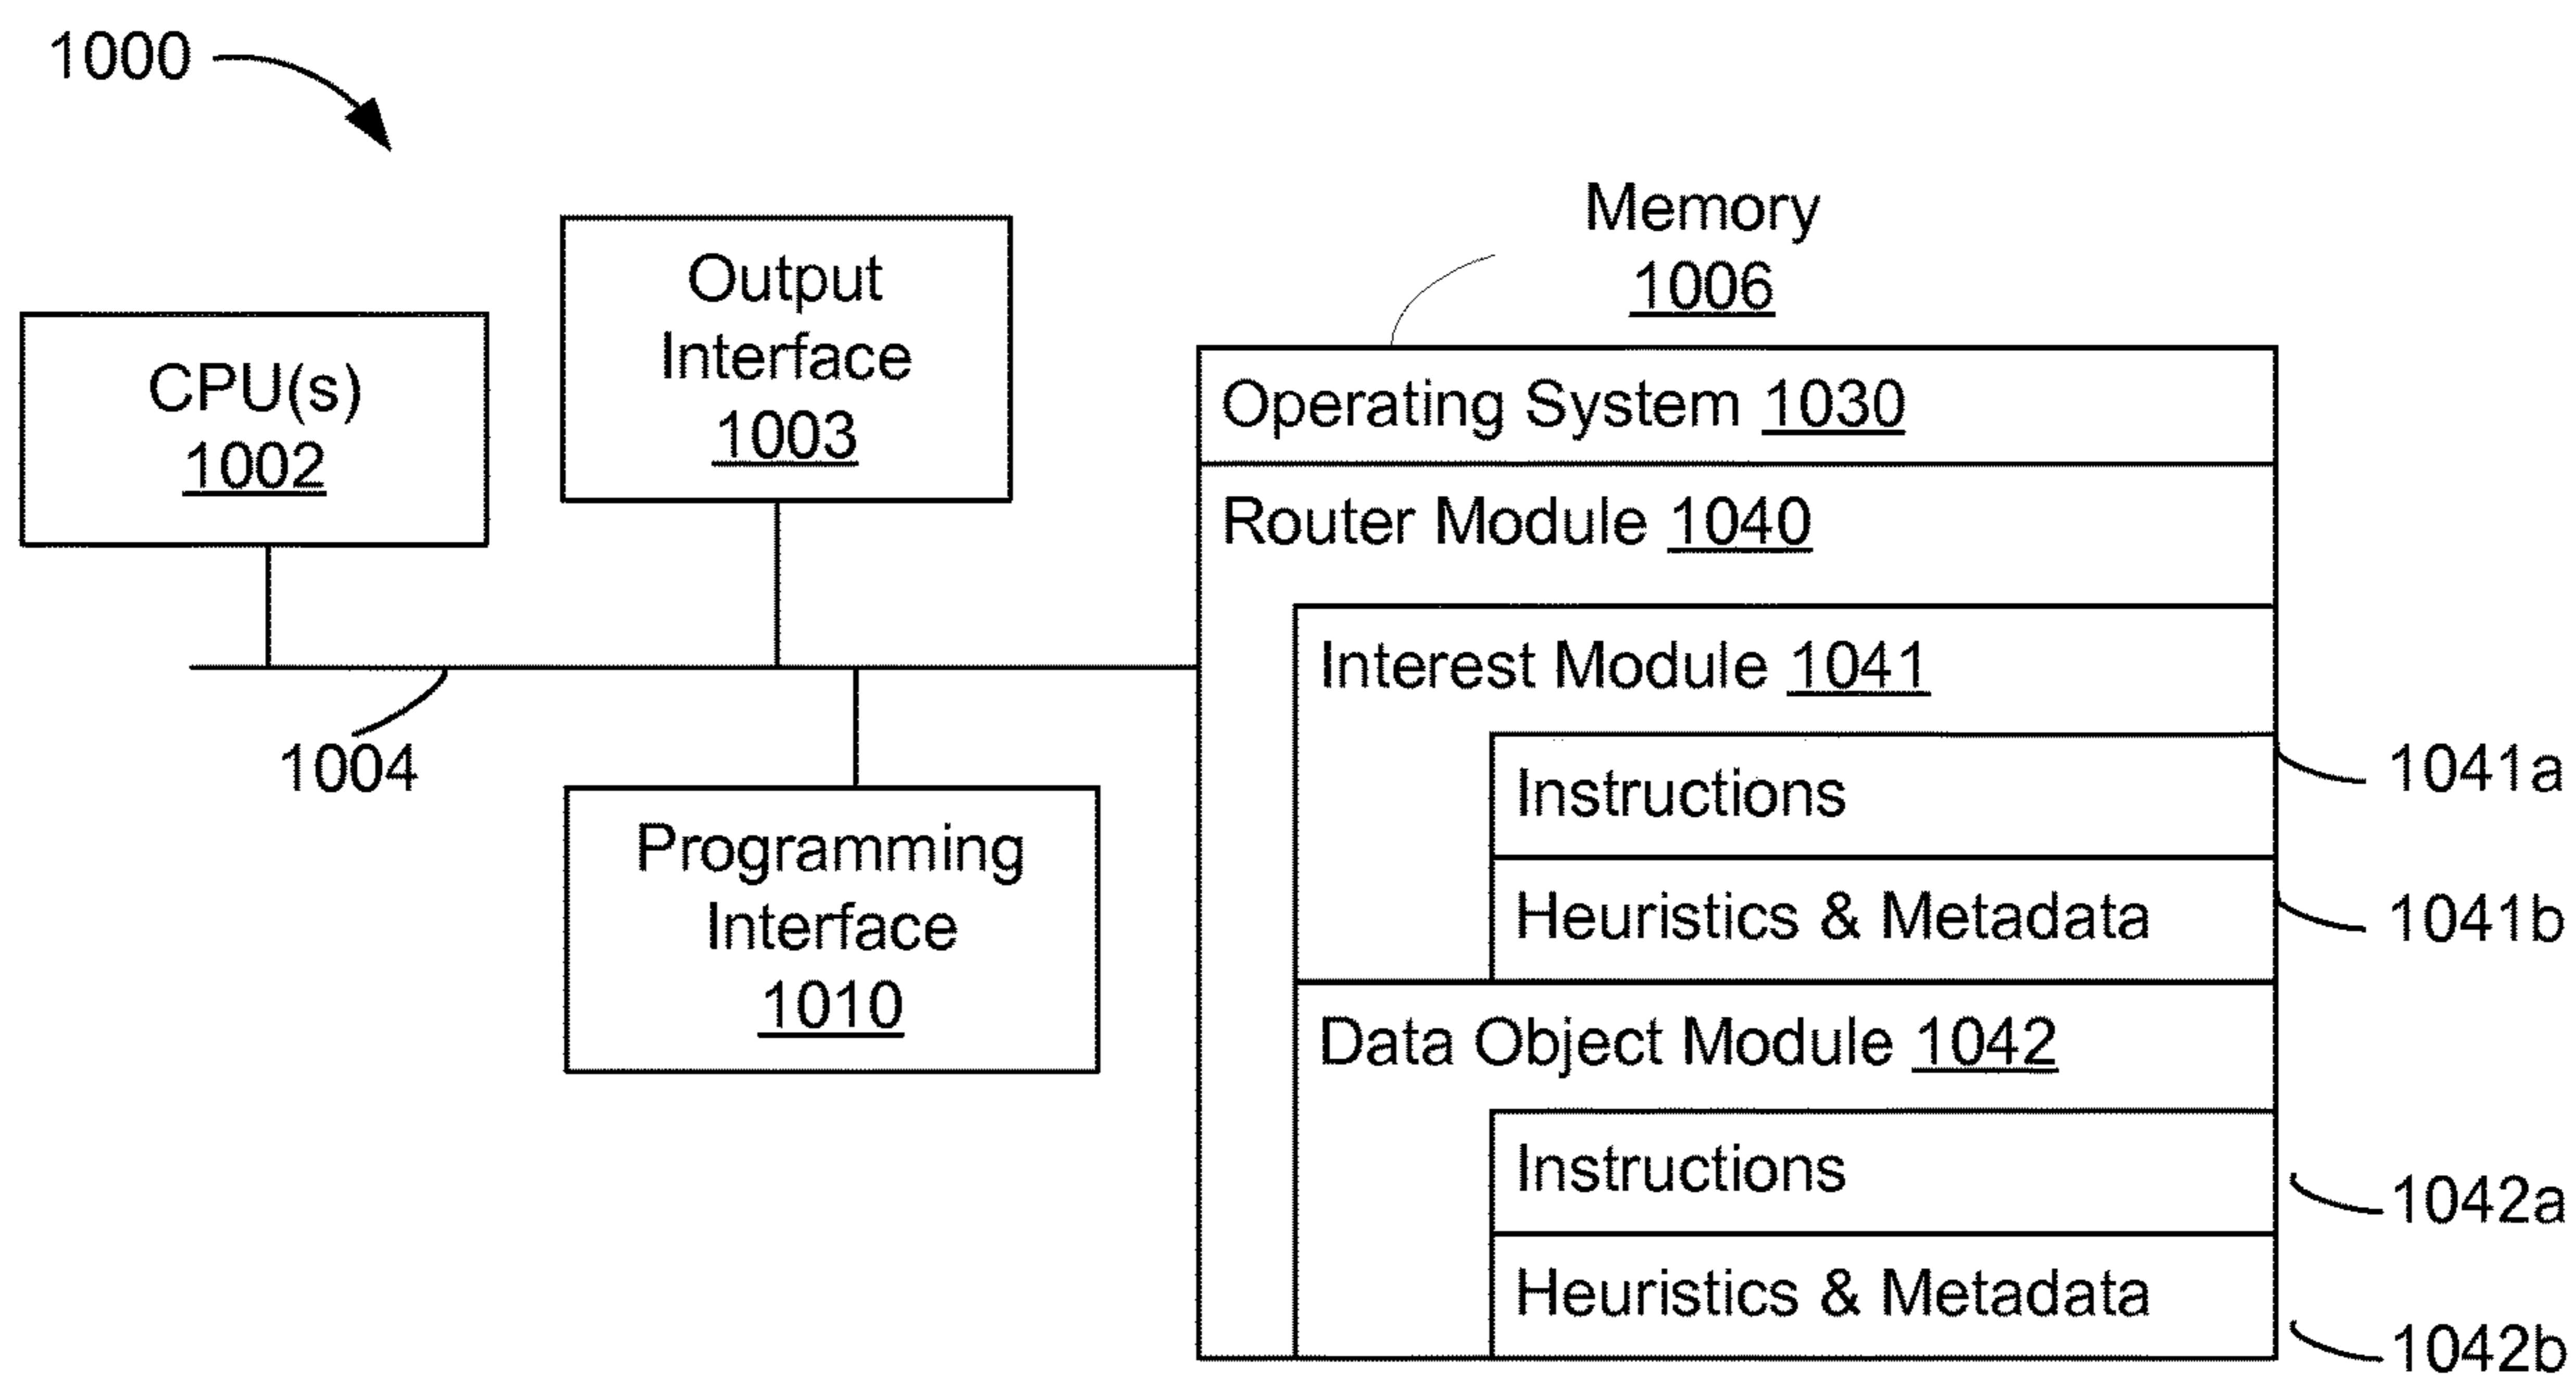 1000
Output
Interface
1003
CPU(s)
1002
1004
Programming
Interface
1010
Memory
1006
Operating System 1030
Router Module 1040
Interest Module 1041
Instructions
1041a
Heuristics & Metadata
1041b
Data Object Module 1042
Instructions
1042a
Heuristics & Metadata
1042b